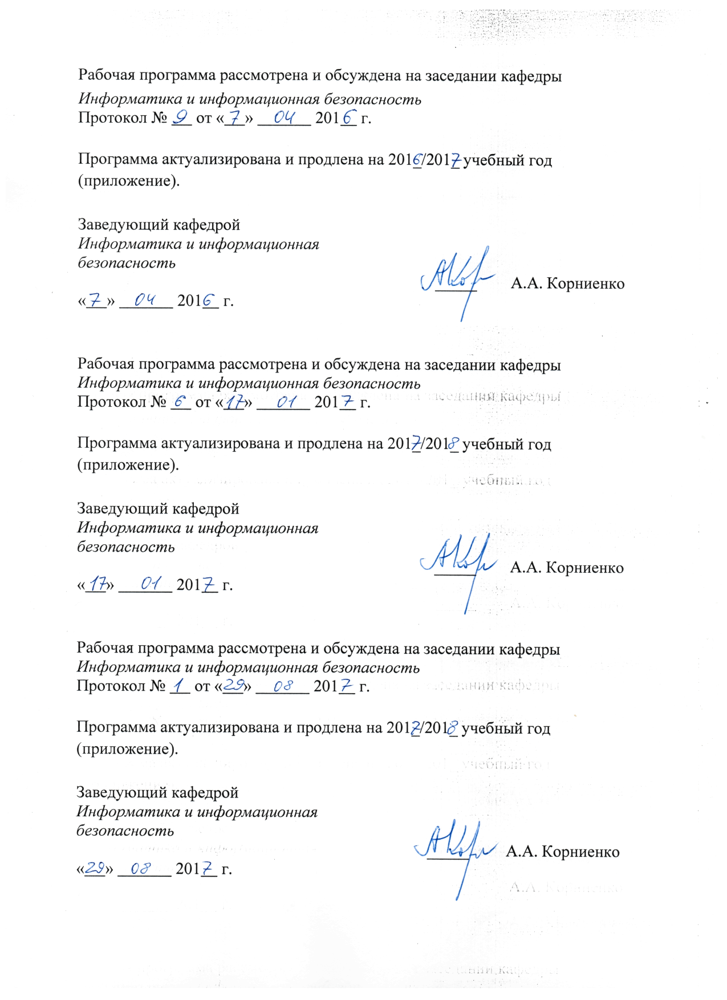 Рабочая программа рассмотрена и обсуждена на заседании кафедры
Информатика и информационная безопасность
Протокол № 9 от «7» 04 2016 г.
Программа актуализирована и продлена на 2016/2017 учебный год
(приложение).
Заведующий кафедрой
Информатика и информационная
безопасность
А.А. Корниенко
«7» 04 2016 г.
Рабочая программа рассмотрена и обсуждена на заседании кафедры
Информатика и информационная безопасность
Протокол № 6 от «17» 01 2017 г.
Программа актуализирована и продлена на 2017/2018 учебный год
(приложение).
Заведующий кафедрой
Информатика и информационная
безопасность
А.А. Корниенко
«17» 01 2017 г.
Рабочая программа рассмотрена и обсуждена на заседании кафедры
Информатика и информационная безопасность
Протокол № 1 от «29» 08 2017 г.
Программа актуализирована и продлена на 2017/2018 учебный год
(приложение).
Заведующий кафедрой
Информатика и информационная
безопасность
А.А. Корниенко
«29» 08 2017 г.